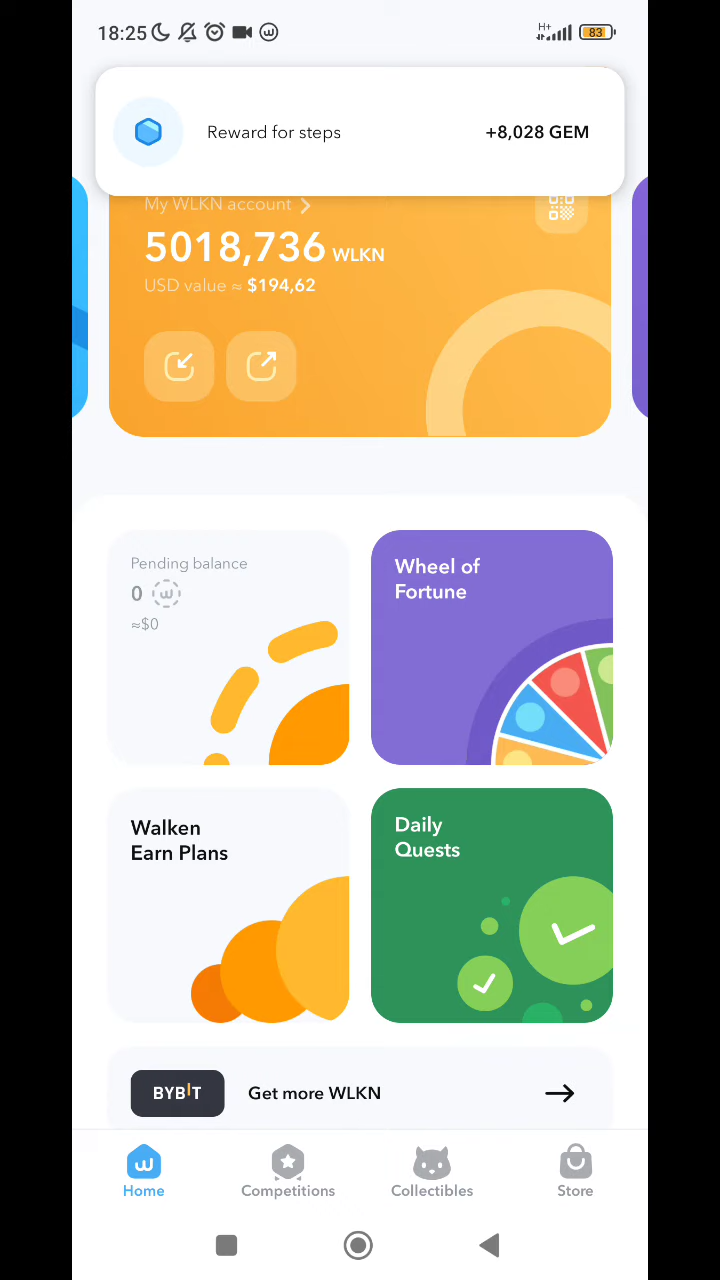 18:25
H+
83
Reward for steps
+8,028 GEM
My WLKN account
5018,736 WLKN
USD value ≈ $194,62
Pending balance
0
≈$0
Wheel of
Fortune
Walken
Earn Plans
Daily
Quests
BYBIT
Get more WLKN
Home
Competitions
Collectibles
Store